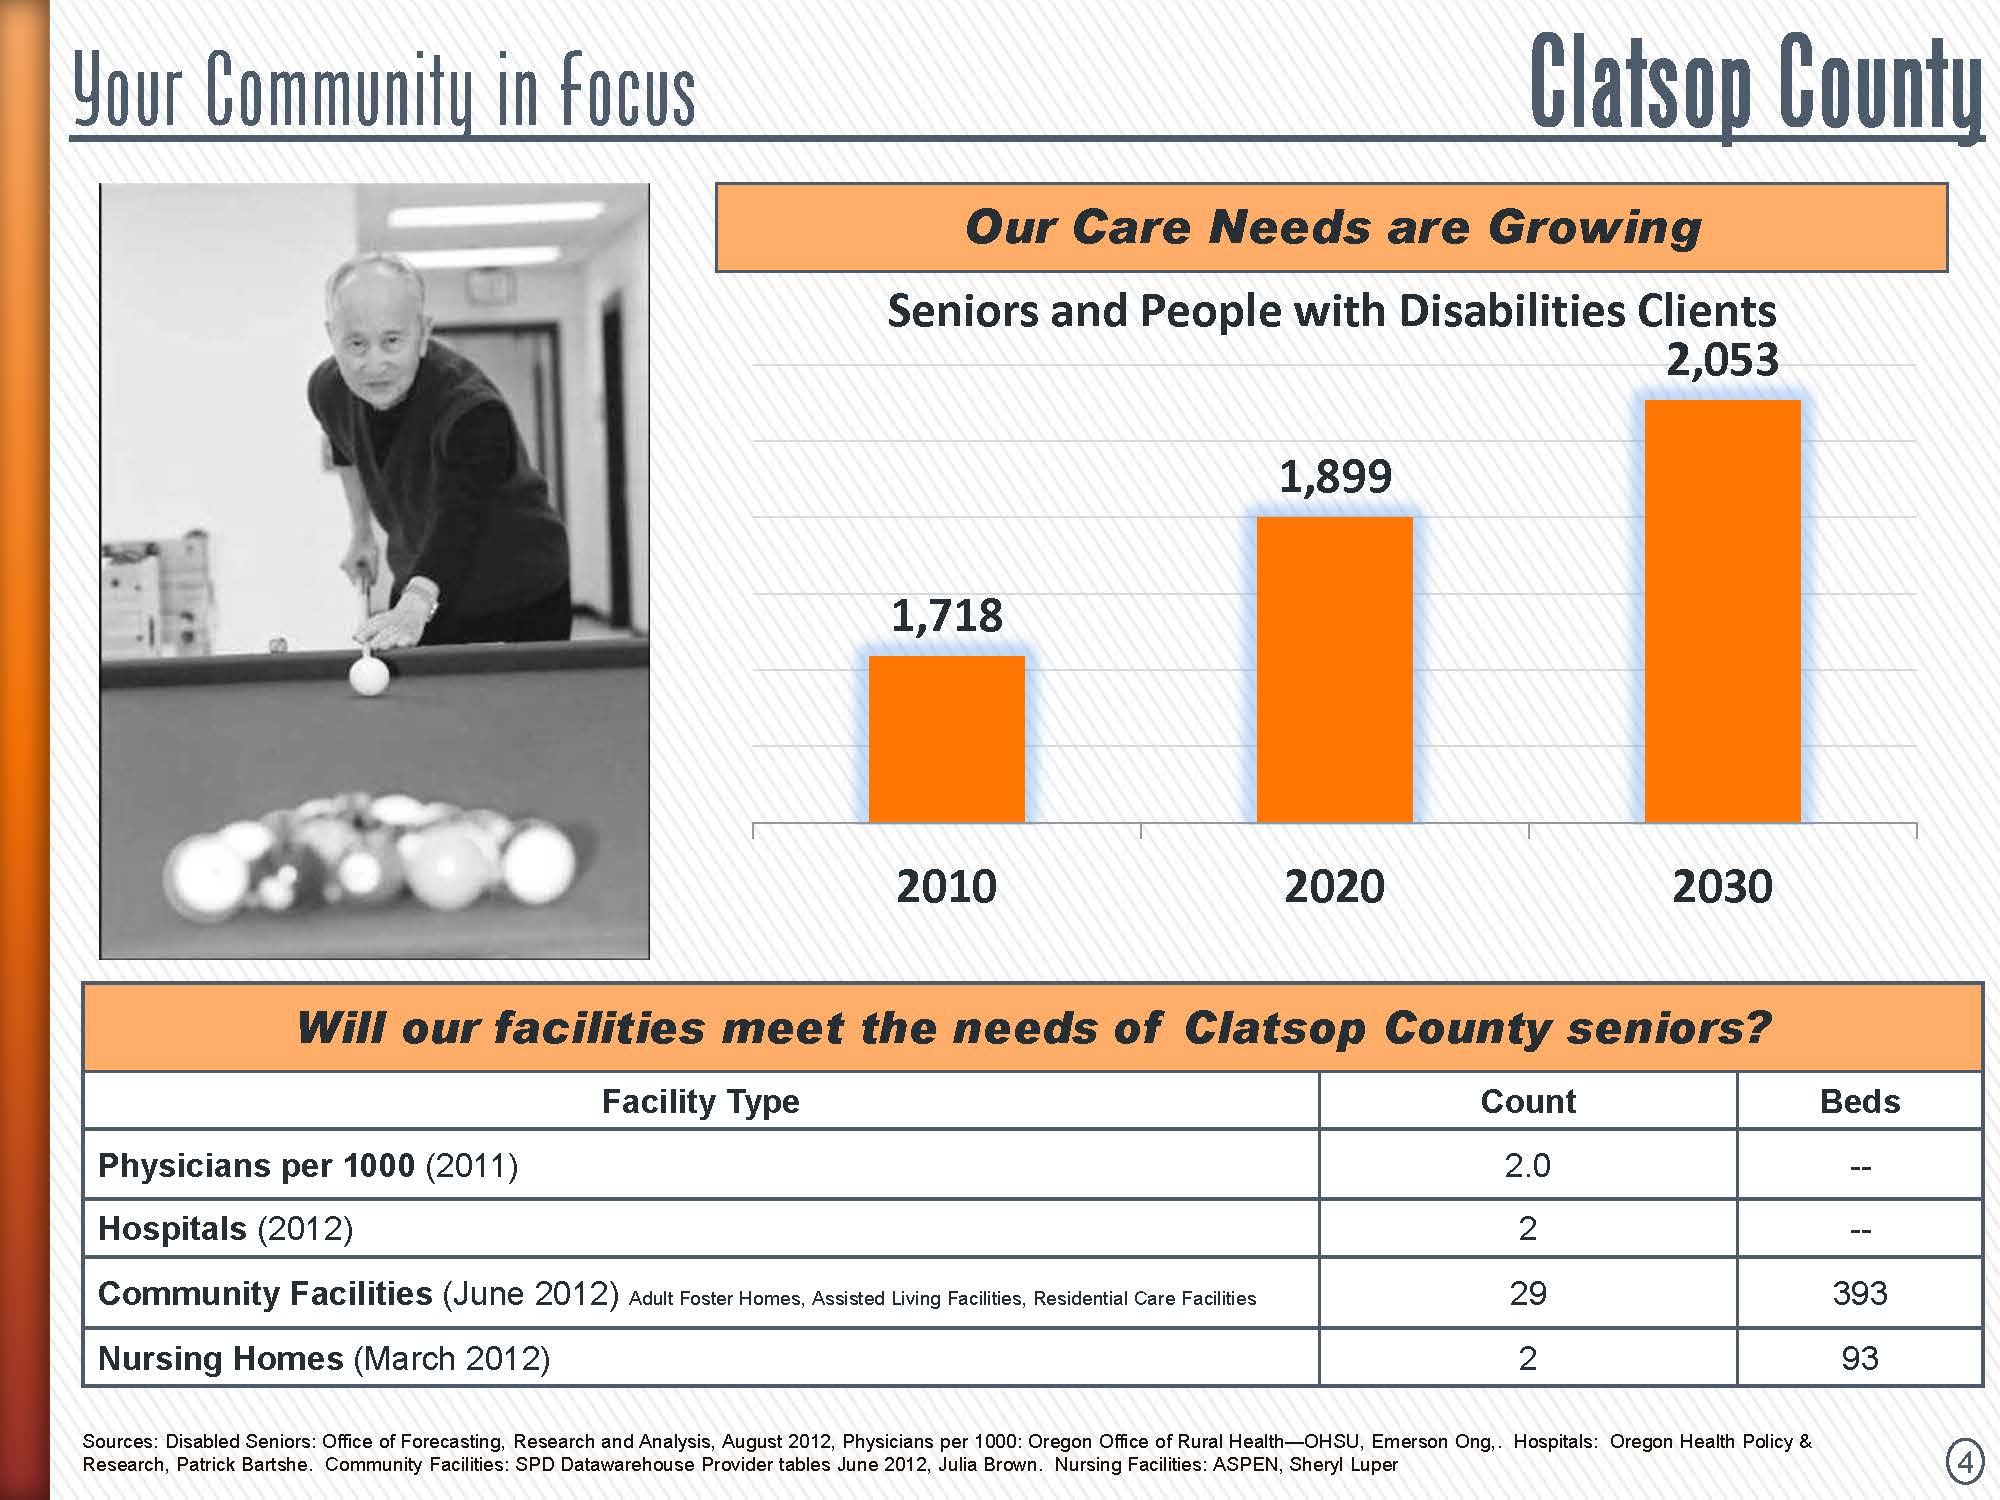 Your Community in Focus
Clatsop County
Our Care Needs are Growing
Seniors and People with Disabilities Clients
2,053
1,899
1,718
2010 2020 2030
Will our facilities meet the needs of Clatsop County seniors?
Facility Type Count Beds
Physicians per 1000 (2011) 2.0 --
Hospitals (2012) 2 --
Community Facilities (June 2012) Adult Foster Homes, Assisted Living Facilities, Residential Care Facilities 29 393
Nursing Homes (March 2012) 2 93
Sources: Disabled Seniors: Office of Forecasting, Research and Analysis, August 2012, Physicians per 1000: Oregon Office of Rural Health—OHSU, Emerson Ong,.  Hospitals:  Oregon Health Policy &
Research, Patrick Bartshe.  Community Facilities: SPD Datawarehouse Provider tables June 2012, Julia Brown.  Nursing Facilities: ASPEN, Sheryl Luper
4